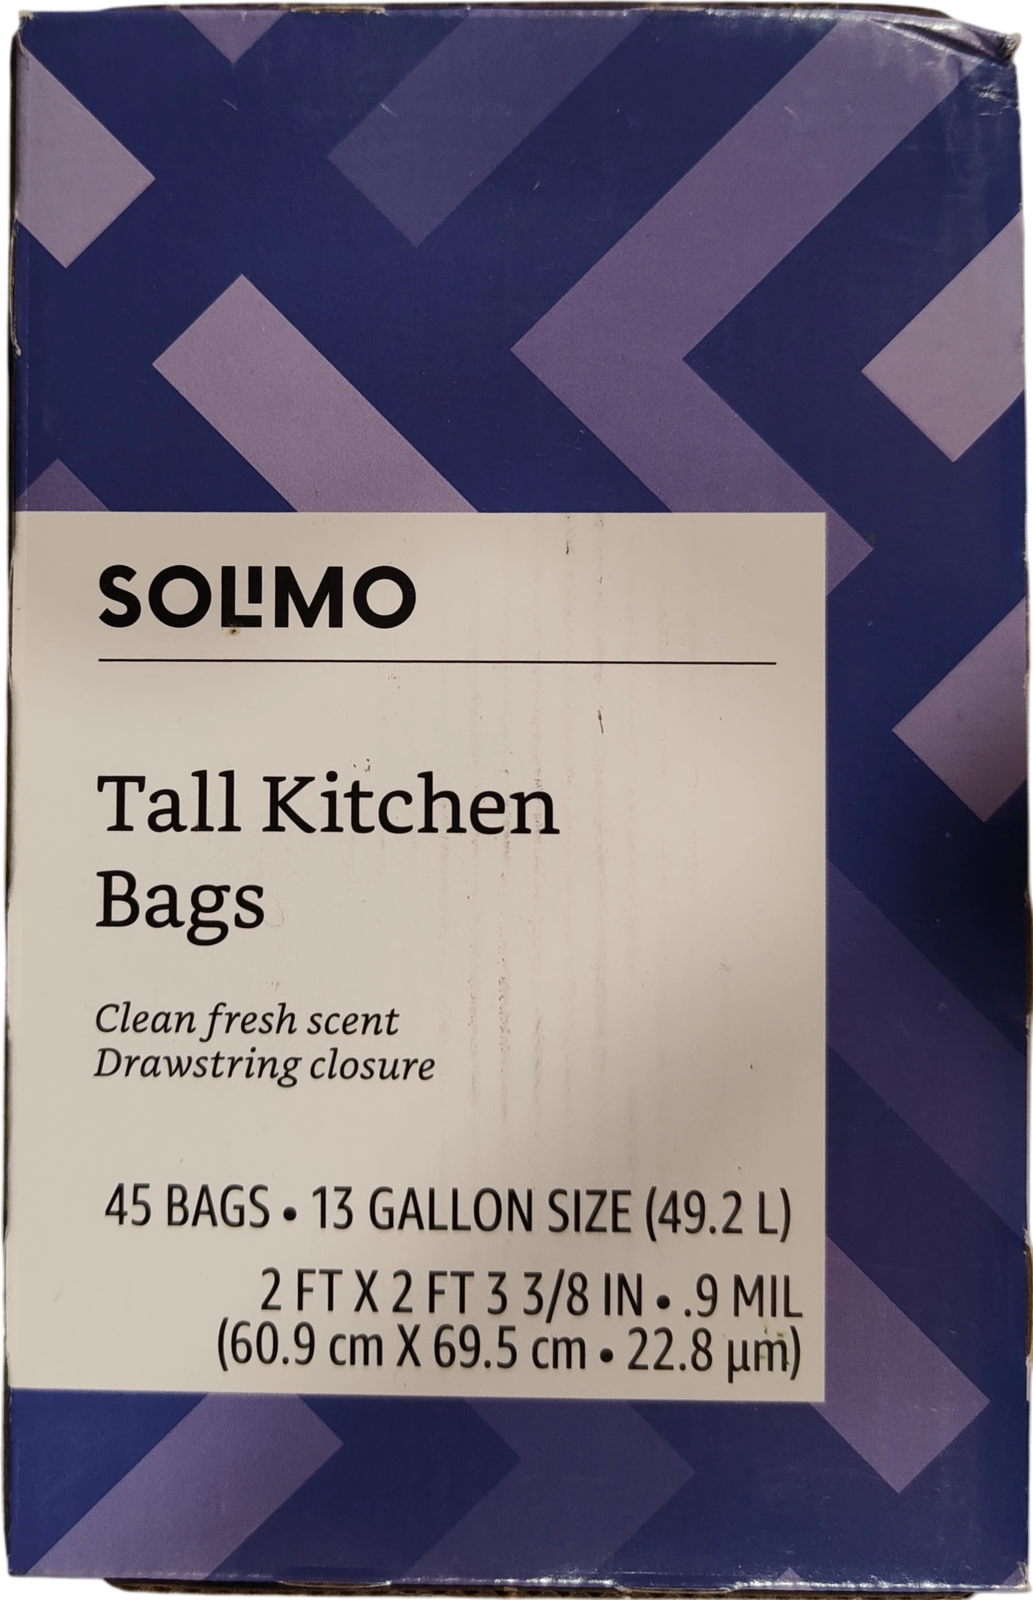 SOLIMO
Tall Kitchen
Bags
Clean fresh scent
Drawstring closure
45 BAGS • 13 GALLON SIZE (49.2 L)
2 FT X 2 FT 3 3/8 IN • .9 MIL
(60.9 cm X 69.5 cm • 22.8 µm)